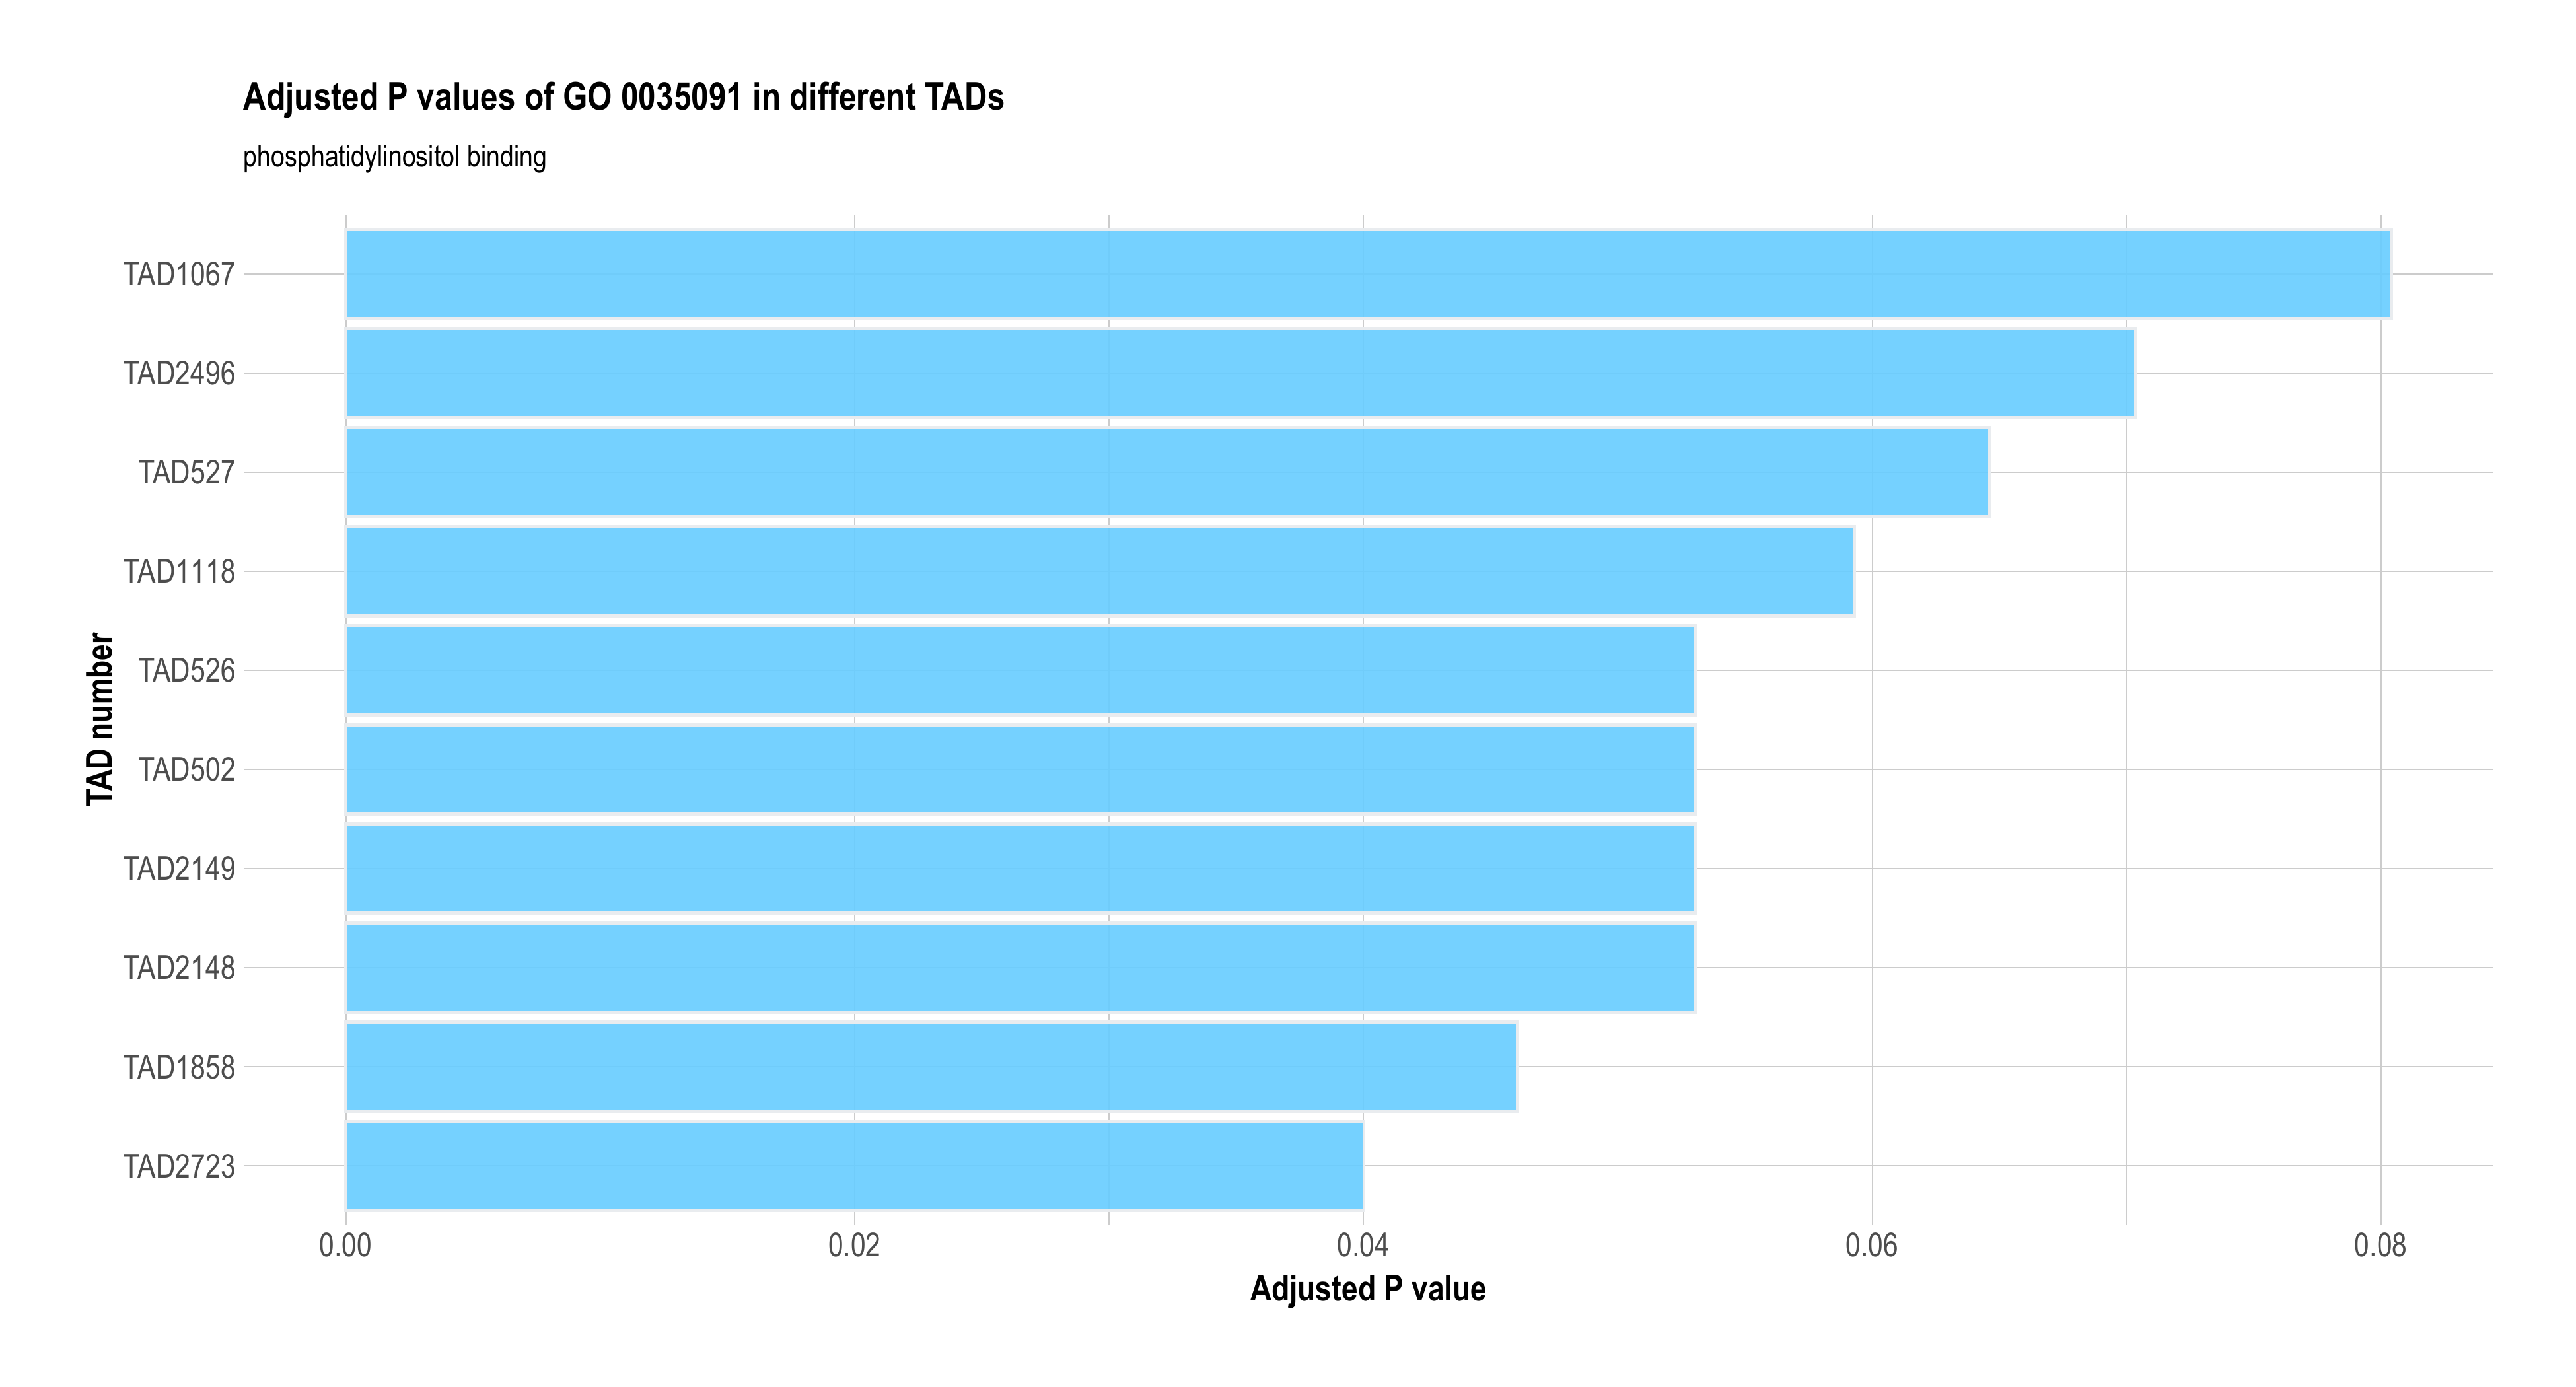 Adjusted P values of GO 0035091 in different TADs
phosphatidylinositol binding
TAD number
TAD1067
TAD2496
TAD527
TAD1118
TAD526
TAD502
TAD2149
TAD2148
TAD1858
TAD2723
0.00 0.02 0.04 0.06 0.08
Adjusted P value